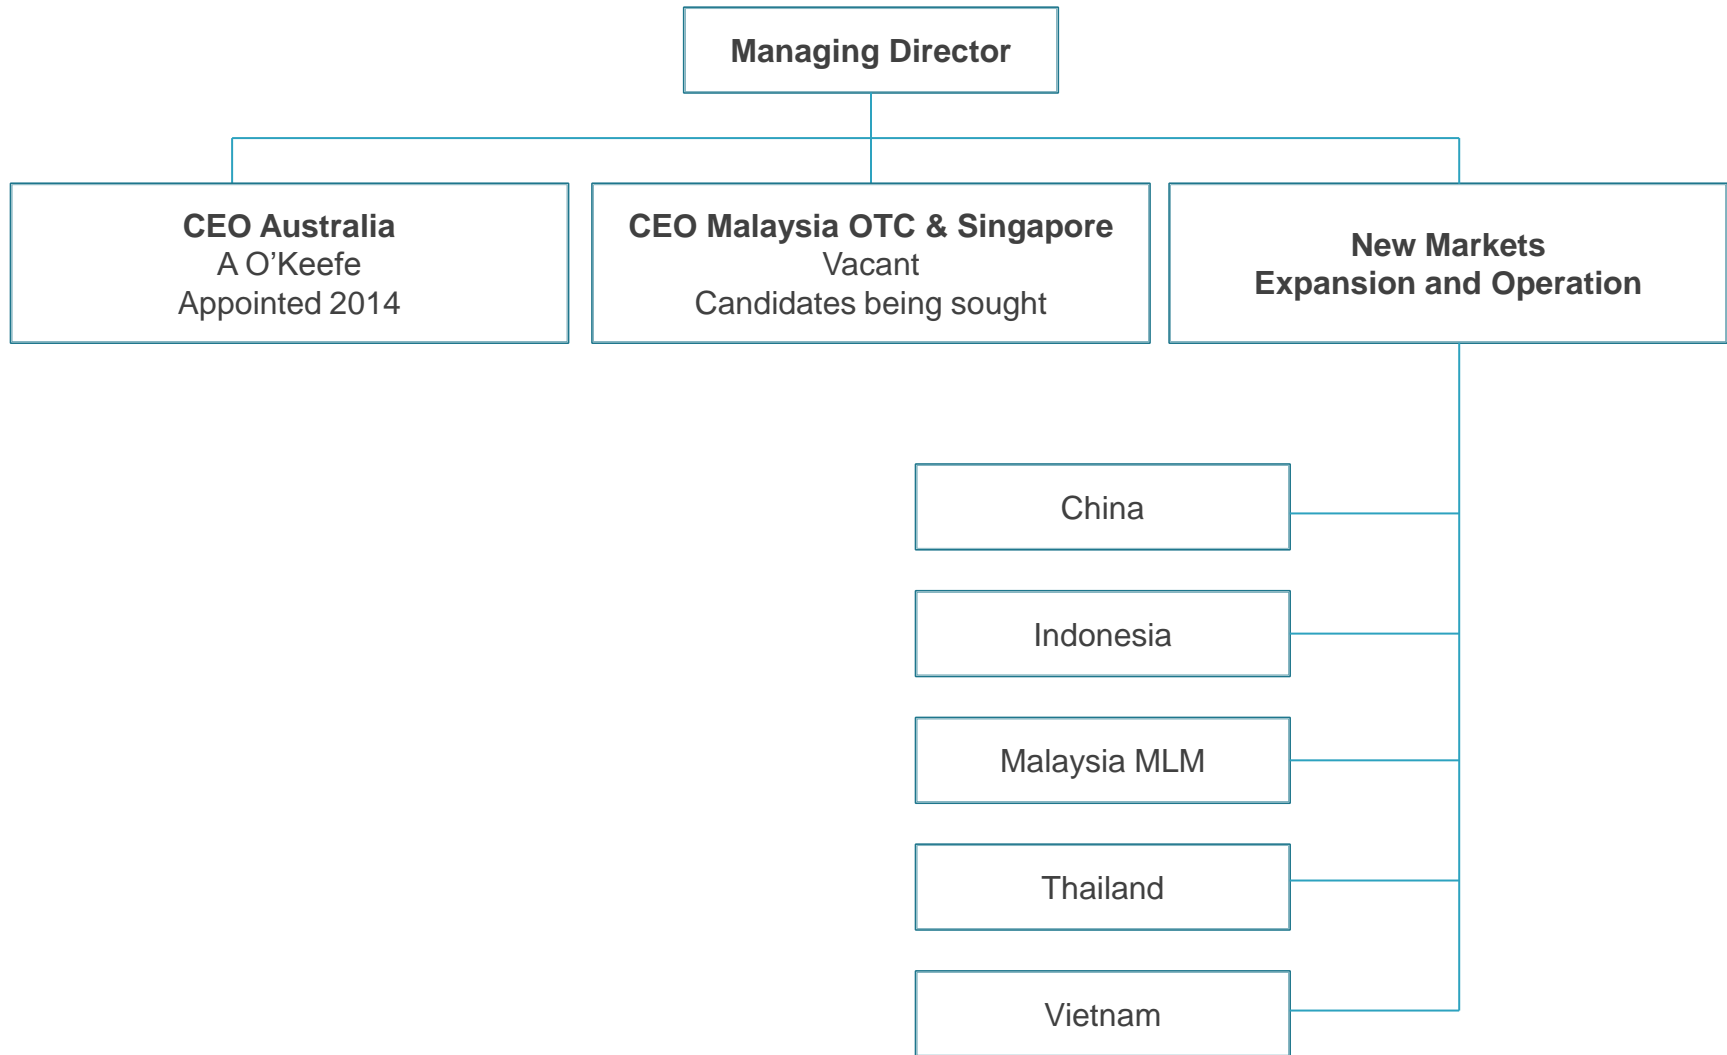 Managing Director
CEO Australia
A O’Keefe
Appointed 2014
CEO Malaysia OTC & Singapore
Vacant
Candidates being sought
New Markets
Expansion and Operation
China
Indonesia
Malaysia MLM
Thailand
Vietnam